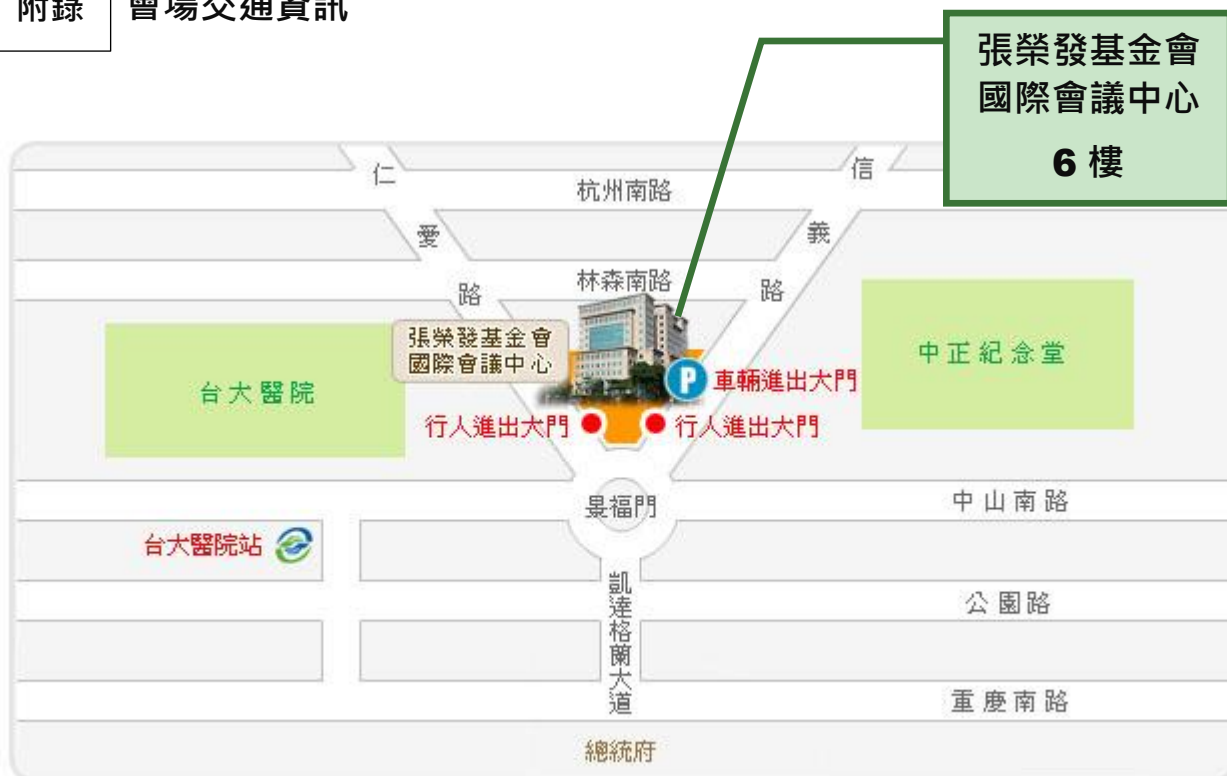 附錄
會場交通資訊
張榮發基金會
國際會議中心
6 樓
仁
愛
路
杭州南路
信
義
路
林森南路
張榮發基金會
國際會議中心
台大醫院
中正紀念堂
P
車輛進出大門
行人進出大門
行人進出大門
景福門
中山南路
台大醫院站
凱達格蘭大道
公園路
重慶南路
總統府